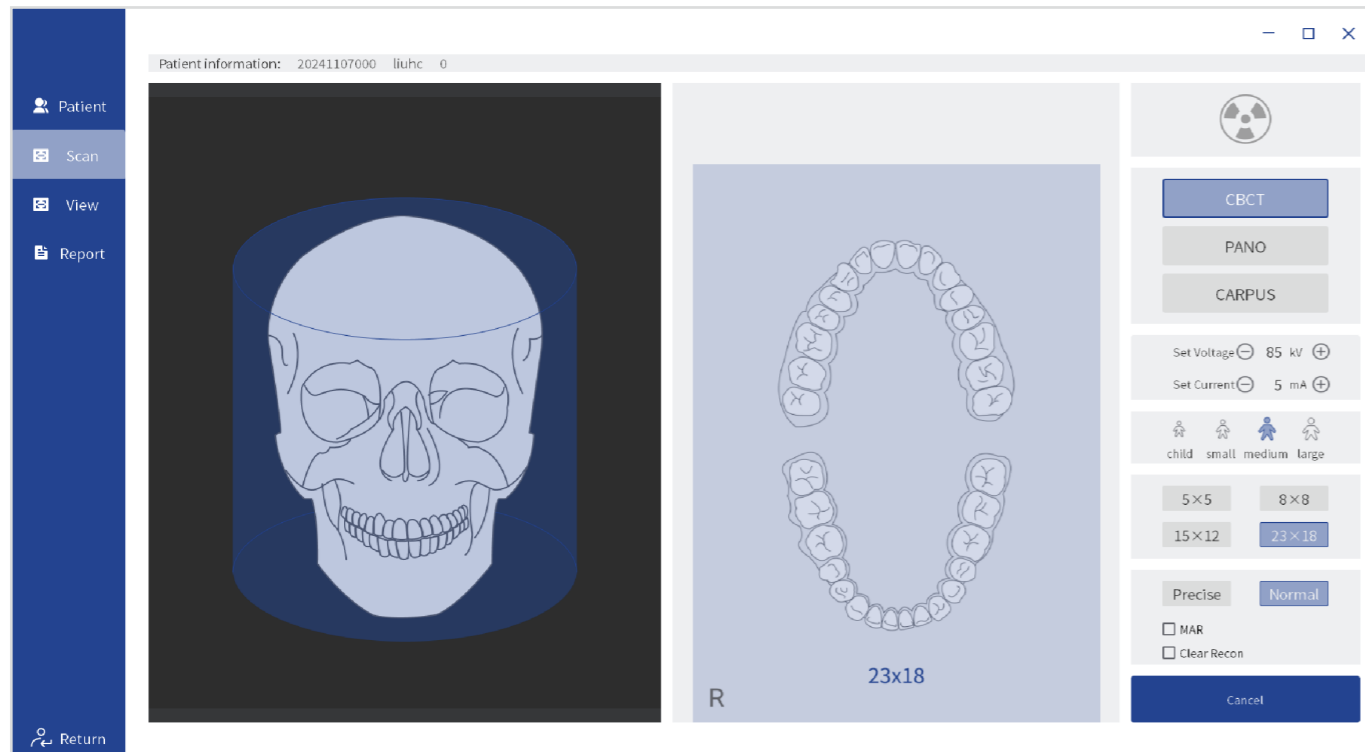 Patient information: 20241107000 liuhc 0
Patient
Scan
View
Report
Return
23x18
R
CBCT
PANO
CARPUS
Set Voltage 85 kV
Set Current 5 mA
child small medium large
5×5 8×8
15×12 23×18
Precise Normal
MAR
Clear Recon
Cancel